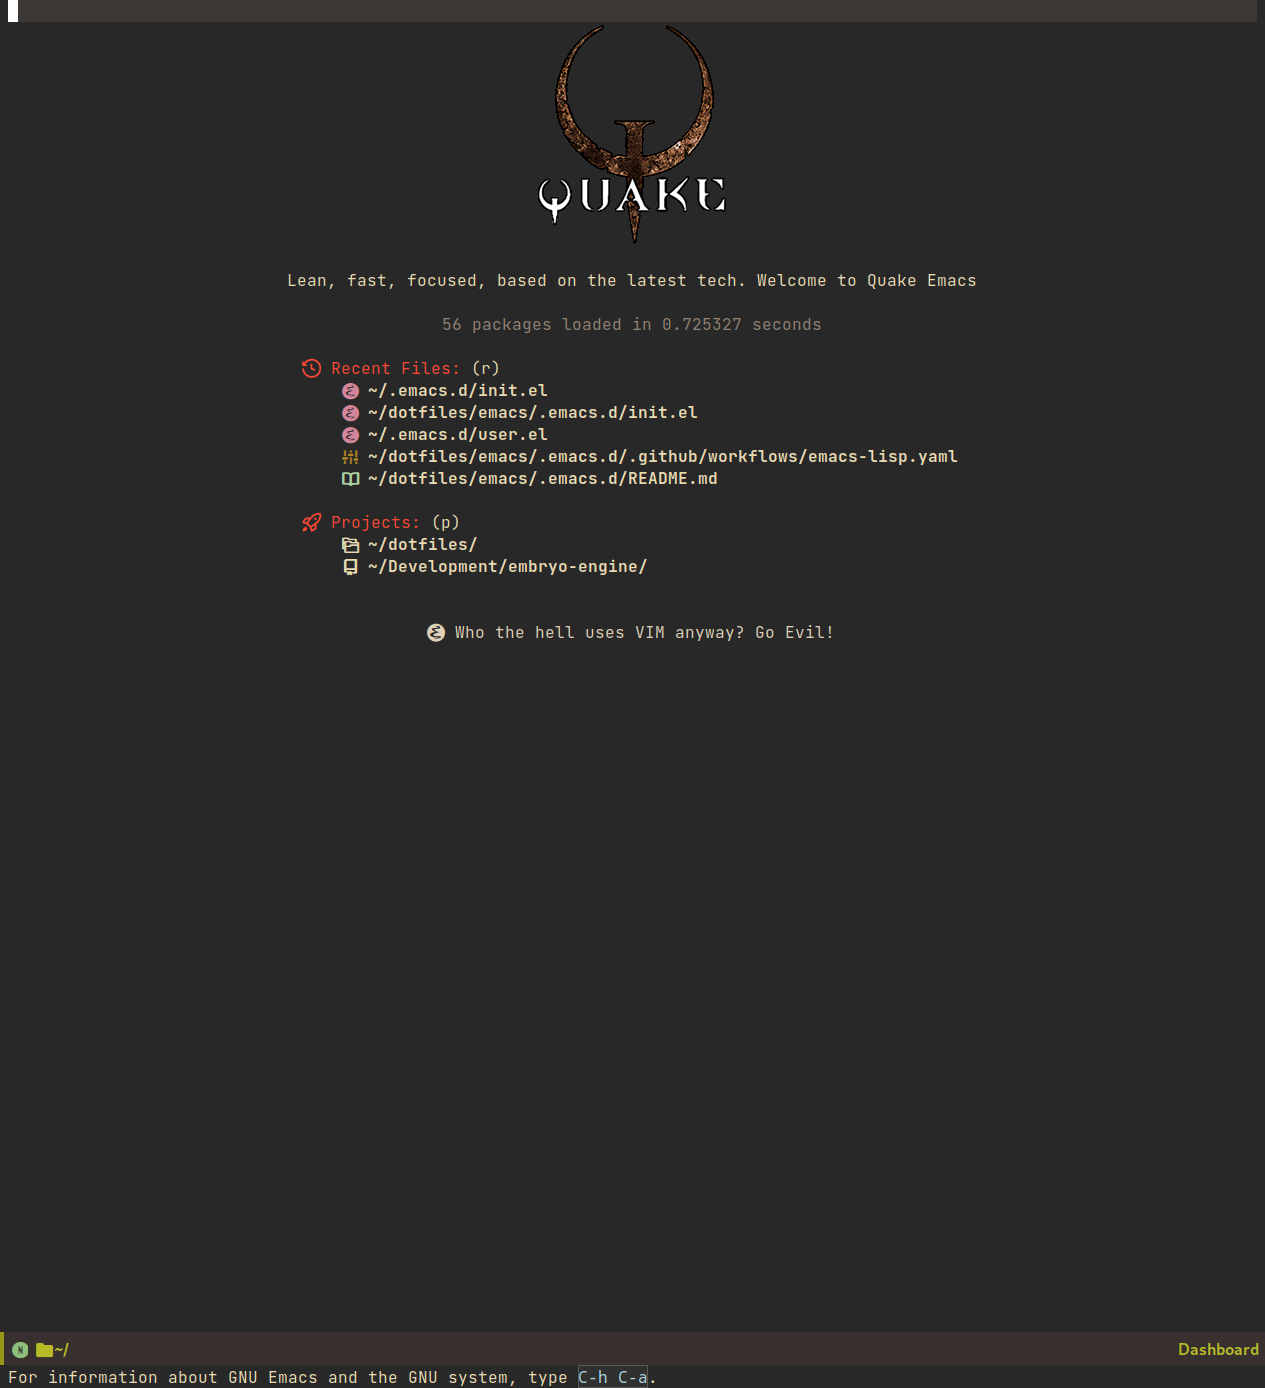 QUAKE
Lean, fast, focused, based on the latest tech. Welcome to Quake Emacs
56 packages loaded in 0.725327 seconds
Recent Files: (r)
~/.emacs.d/init.el
~/dotfiles/emacs/.emacs.d/init.el
~/.emacs.d/user.el
~/dotfiles/emacs/.emacs.d/.github/workflows/emacs-lisp.yaml
~/dotfiles/emacs/.emacs.d/README.md
Projects: (p)
~/dotfiles/
~/Development/embryo-engine/
Who the hell uses VIM anyway? Go Evil!
N ~/ Dashboard
For information about GNU Emacs and the GNU system, type C-h C-a.